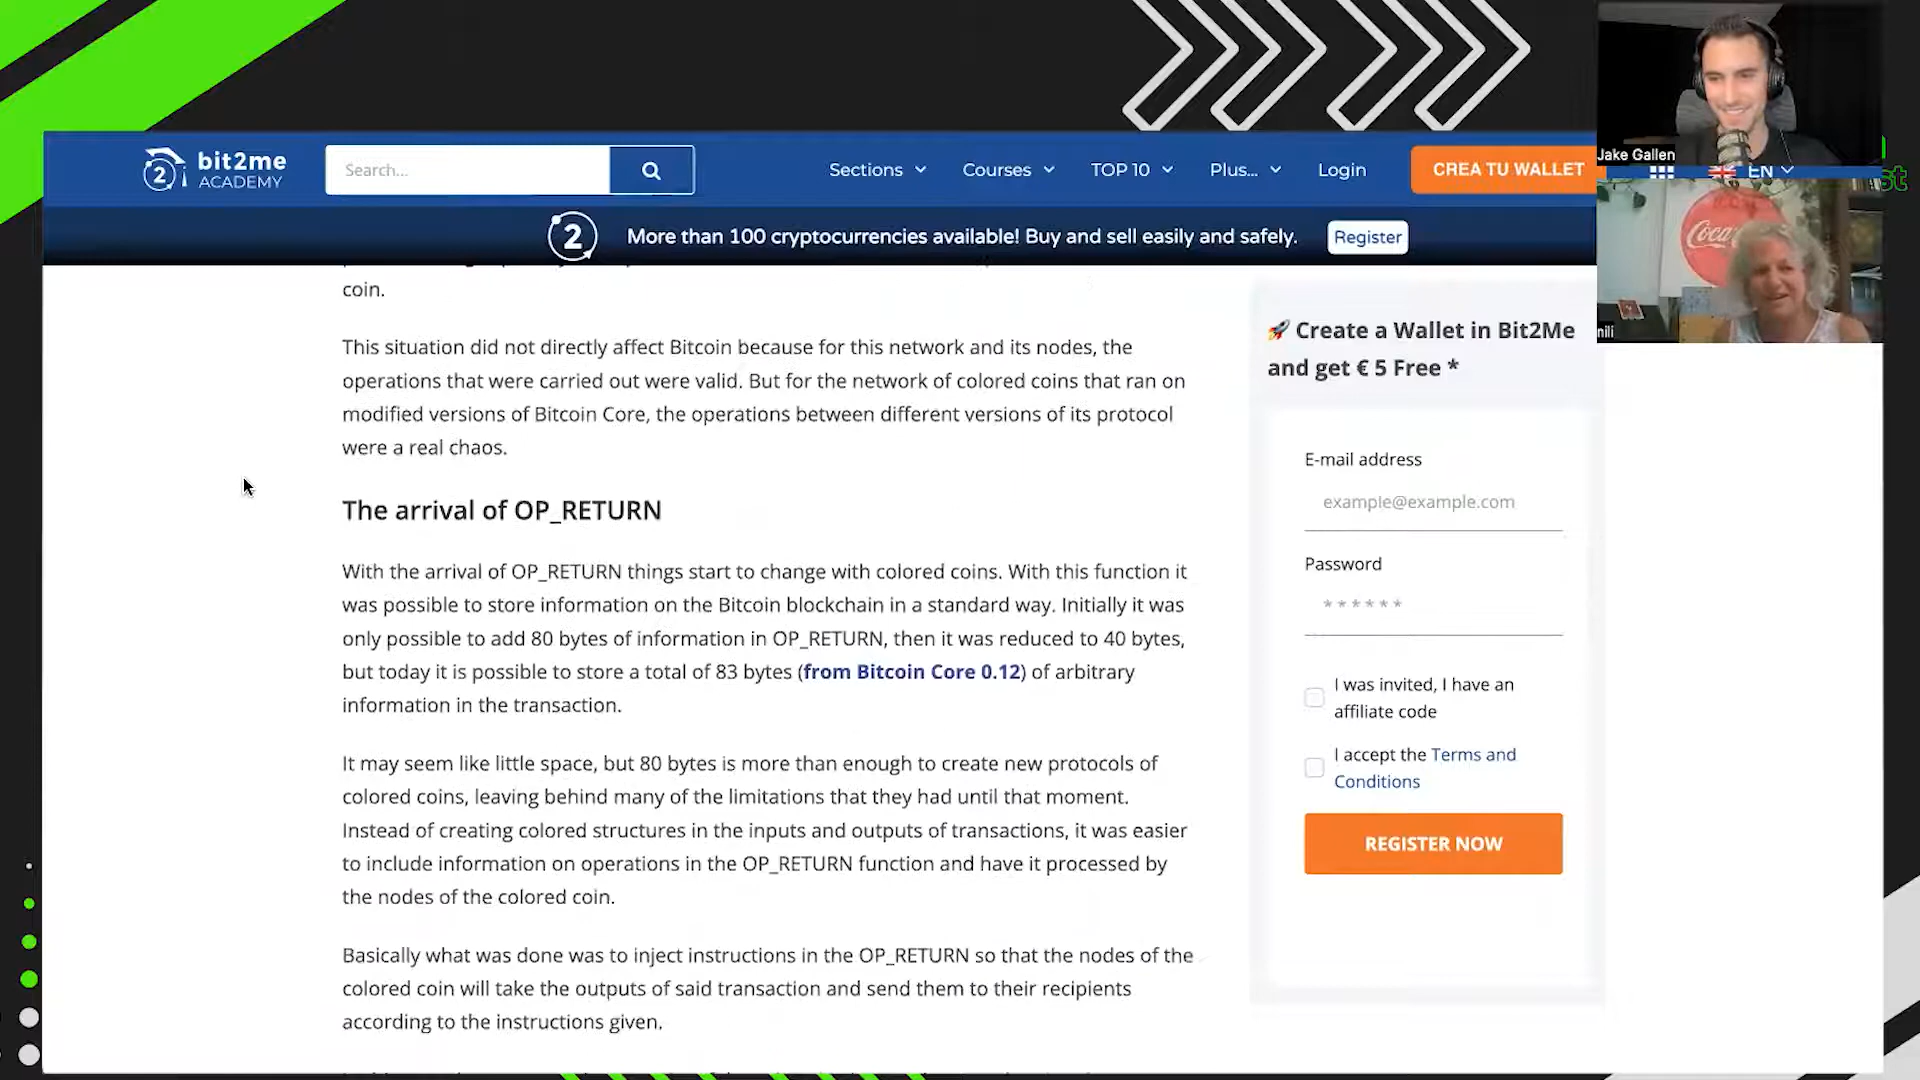 bit2me
ACADEMY
Search...
Sections
Courses
TOP 10
Plus...
Login
CREA TU WALLET
EN
Jake Gallen
2
More than 100 cryptocurrencies available! Buy and sell easily and safely.
Register
coin.
This situation did not directly affect Bitcoin because for this network and its nodes, the
operations that were carried out were valid. But for the network of colored coins that ran on
modified versions of Bitcoin Core, the operations between different versions of its protocol
were a real chaos.
The arrival of OP_RETURN
With the arrival of OP_RETURN things start to change with colored coins. With this function it
was possible to store information on the Bitcoin blockchain in a standard way. Initially it was
only possible to add 80 bytes of information in OP_RETURN, then it was reduced to 40 bytes,
but today it is possible to store a total of 83 bytes (from Bitcoin Core 0.12) of arbitrary
information in the transaction.
It may seem like little space, but 80 bytes is more than enough to create new protocols of
colored coins, leaving behind many of the limitations that they had until that moment.
Instead of creating colored structures in the inputs and outputs of transactions, it was easier
to include information on operations in the OP_RETURN function and have it processed by
the nodes of the colored coin.
Basically what was done was to inject instructions in the OP_RETURN so that the nodes of the
colored coin will take the outputs of said transaction and send them to their recipients
according to the instructions given.
🚀 Create a Wallet in Bit2Me
and get € 5 Free *
E-mail address
example@example.com
Password
******
I was invited, I have an
affiliate code
I accept the Terms and
Conditions
REGISTER NOW